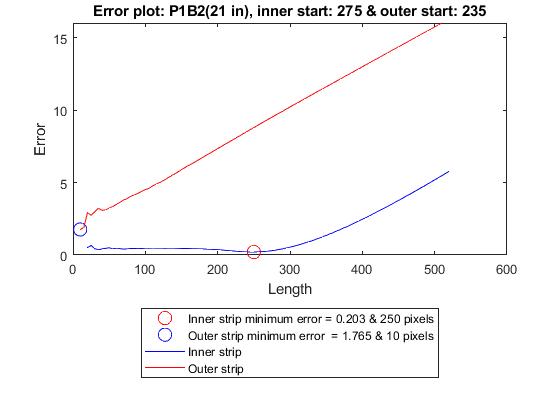 Error plot: P1B2(21 in), inner start: 275 & outer start: 235
15
10
5
0
Error
0 100 200 300 400 500 600
Length
Inner strip minimum error = 0.203 & 250 pixels
Outer strip minimum error = 1.765 & 10 pixels
Inner strip
Outer strip